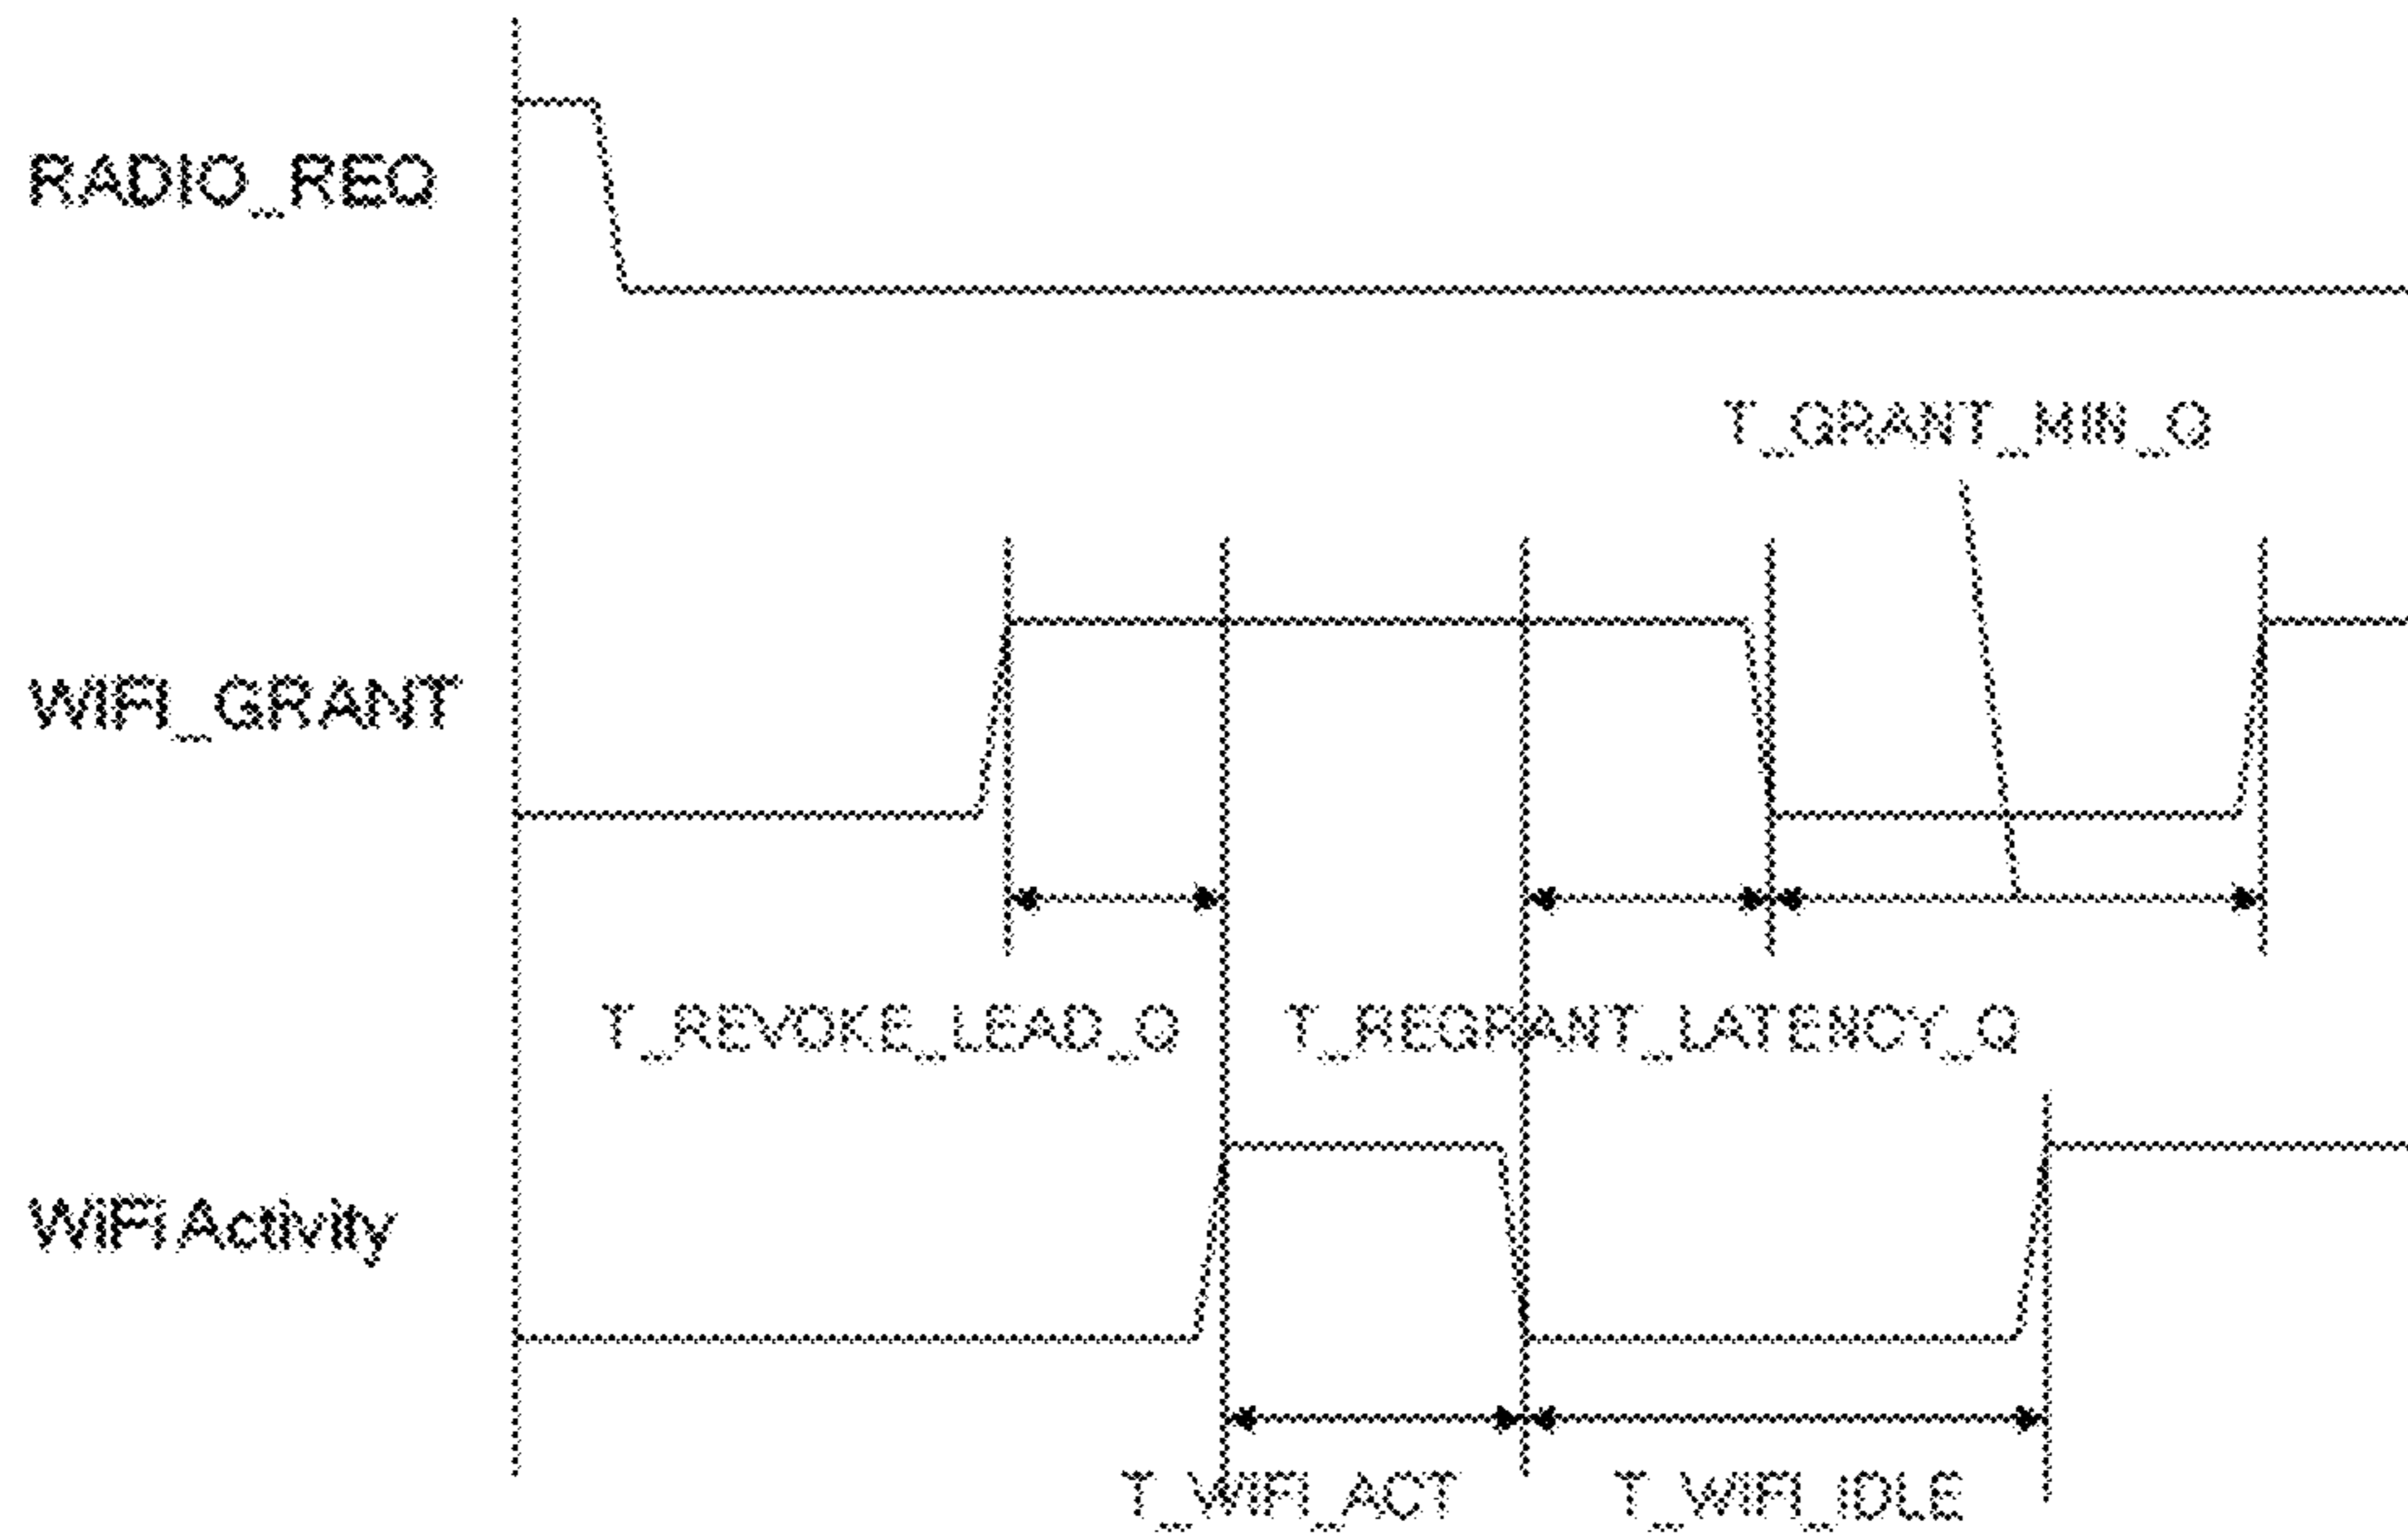 RADIO_REQ
T_GRANT_MIN_Q
WIFI_GRANT
T_REVOKE_LEAD_Q
T_REGRANT_LATENCY_Q
WiFi Activity
T_WIFI_ACT
T_WIFI_IDLE